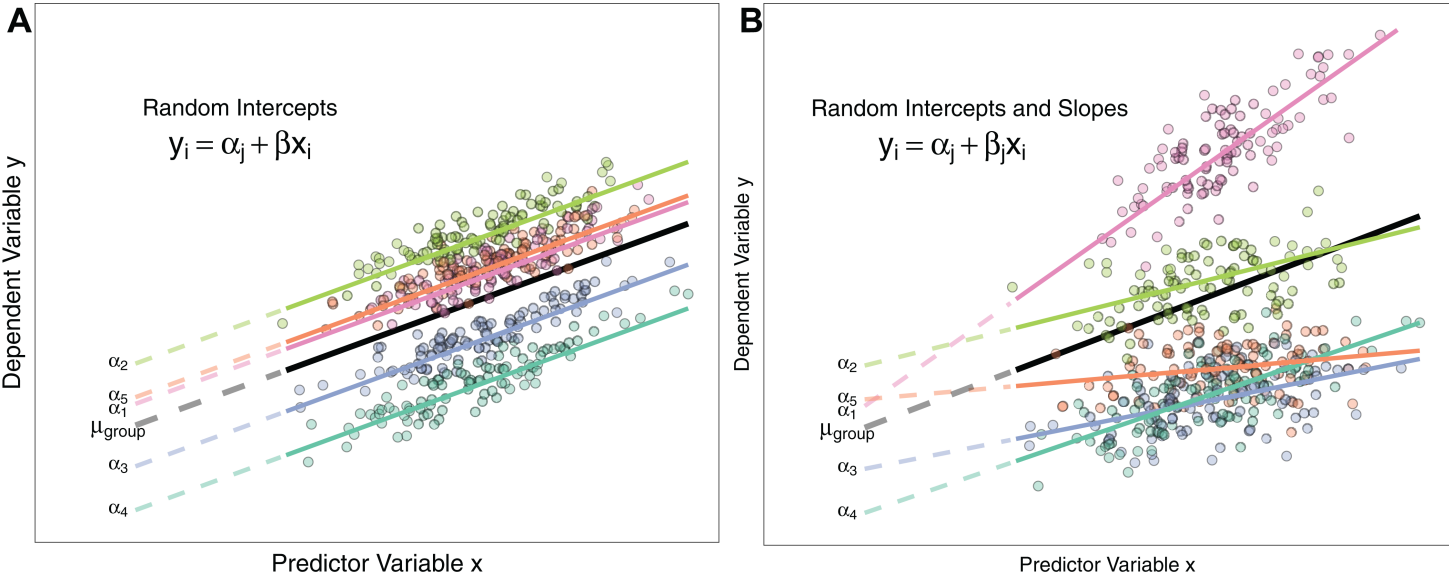 A
Random Intercepts
yᵢ = αⱼ + βxᵢ
Dependent Variable y
α₂
α₅
α₁
μgroup
α₃
α₄
Predictor Variable x
B
Random Intercepts and Slopes
yᵢ = αⱼ + βⱼxᵢ
Dependent Variable y
α₂
α₅
α₁
μgroup
α₃
α₄
Predictor Variable x